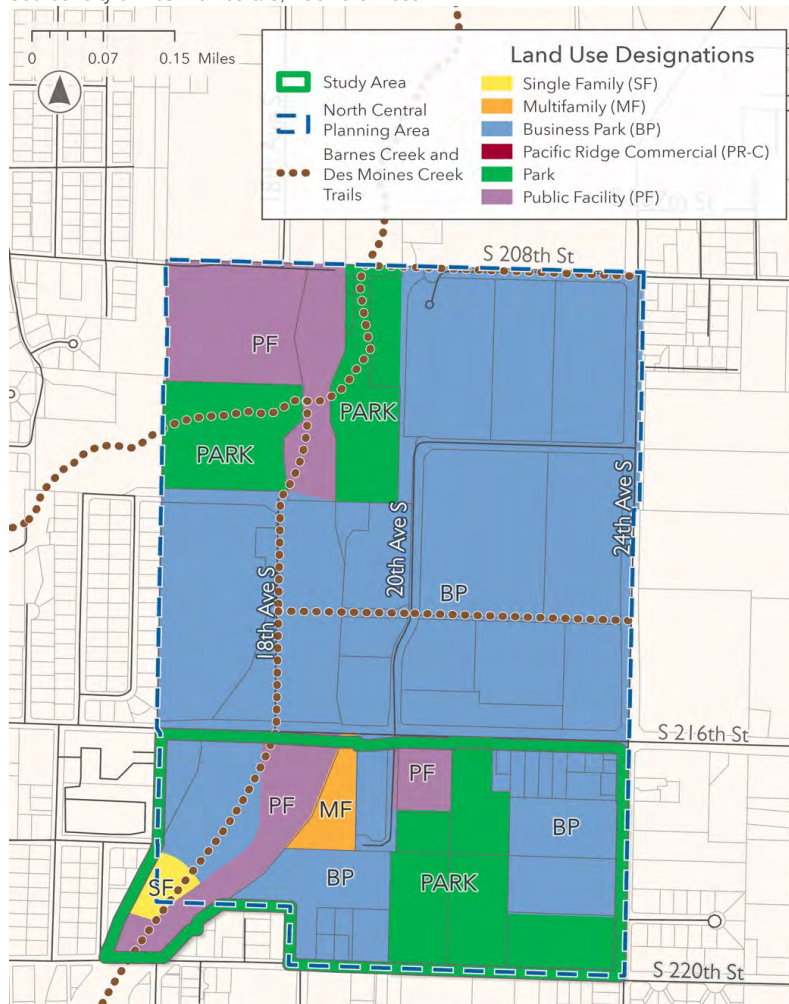 0 0.07 0.15 Miles
Study Area
North Central
Planning Area
Barnes Creek and
Des Moines Creek
Trails
Land Use Designations
Single Family (SF)
Multifamily (MF)
Business Park (BP)
Pacific Ridge Commercial (PR-C)
Park
Public Facility (PF)
S 208th St
PF
PARK
PARK
24th Ave S
20th Ave S
BP
18th Ave S
S 216th St
PF
PF
MF
BP
SF
BP
PARK
S 220th St